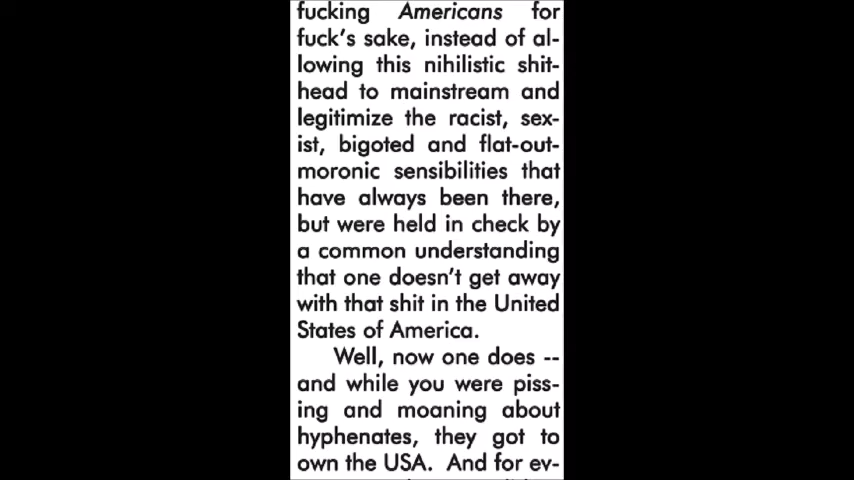 fucking Americans for
fuck's sake, instead of al-
lowing this nihilistic shit-
head to mainstream and
legitimize the racist, sex-
ist, bigoted and flat-out-
moronic sensibilities that
have always been there,
but were held in check by
a common understanding
that one doesn't get away
with that shit in the United
States of America.
Well, now one does --
and while you were piss-
ing and moaning about
hyphenates, they got to
own the USA. And for ev-